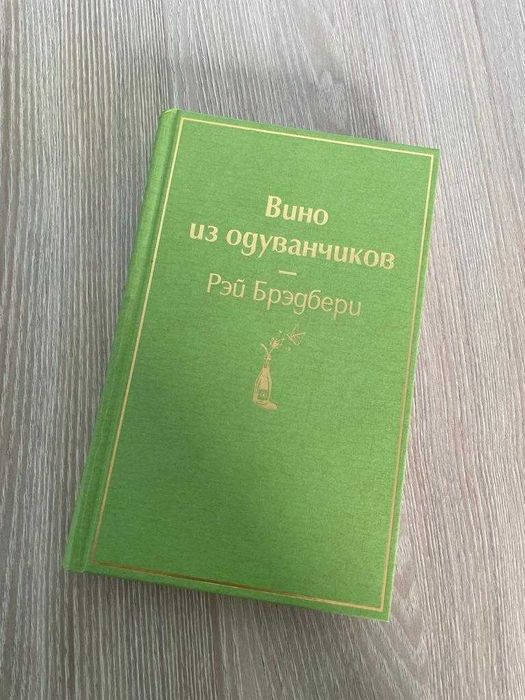 Вино
из одуванчиков
Рэй Брэдбери